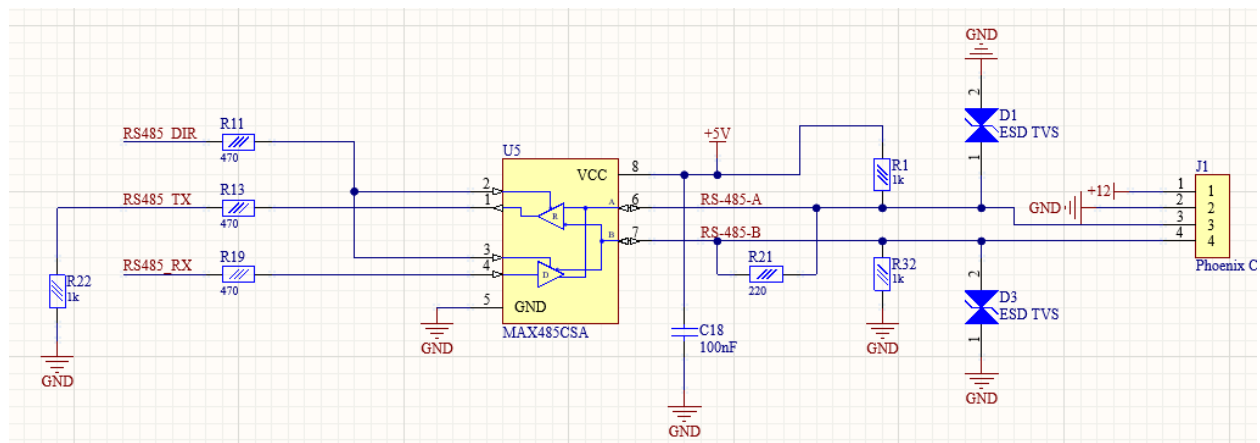 GND
2
D1
ESD TVS
1
RS485_DIR
R11
470
U5
+5V
R1
1k
J1
2
VCC
8
RS485_TX
R13
470
1
R
A
6
RS-485-A
+12
1
1
GND
2
2
3
3
B
7
RS-485-B
4
4
Phoenix C
3
RS485_RX
R19
470
4
D
R21
220
R32
1k
2
D3
ESD TVS
1
R22
1k
5
GND
MAX485CSA
GND
C18
100nF
GND
GND
GND
GND